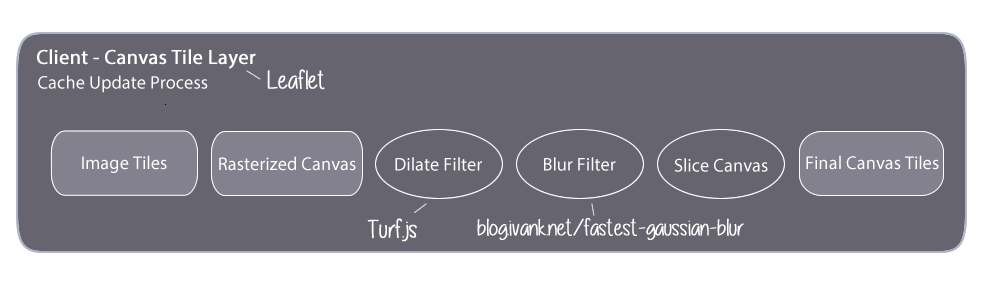 Client - Canvas Tile Layer
Cache Update Process
Leaflet
Image Tiles
Rasterized Canvas
Dilate Filter
Blur Filter
Slice Canvas
Final Canvas Tiles
Turf.js
blogivank.net/fastest-gaussian-blur